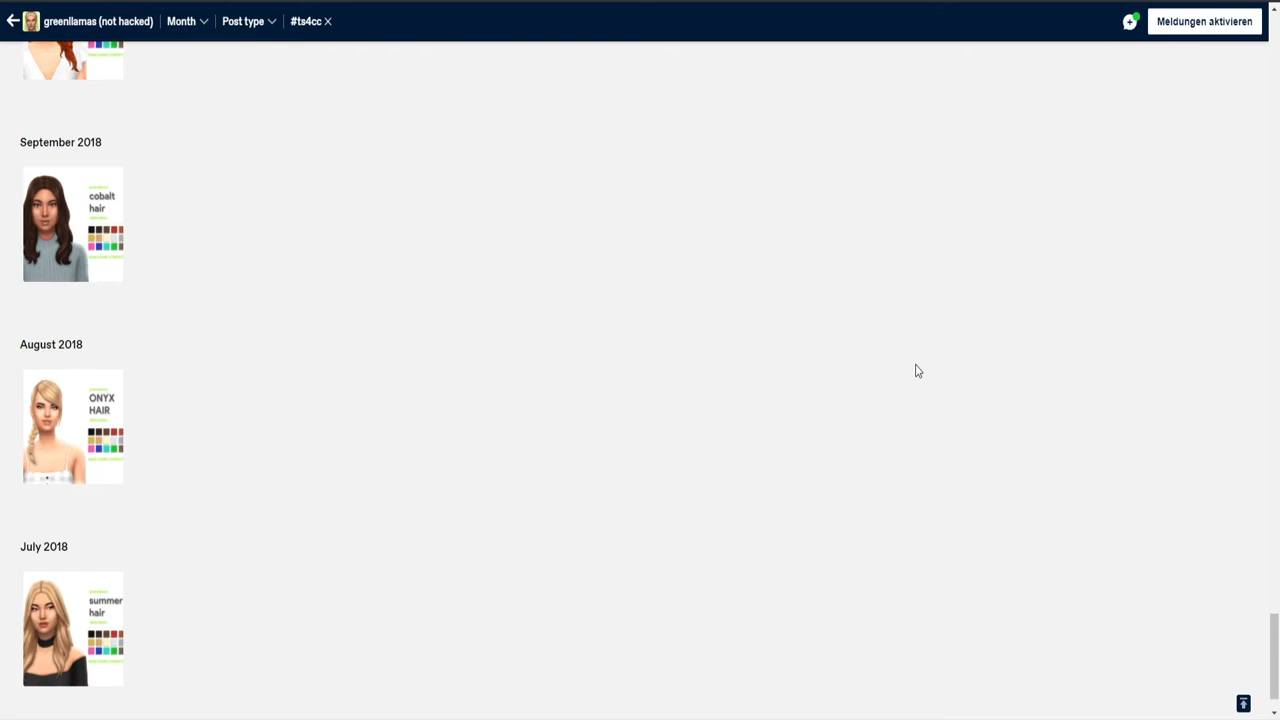 greenllamas (not hacked) Month Post type #ts4cc Meldungen aktivieren
September 2018
cobalt
hair
August 2018
ONYX
HAIR
July 2018
summer
hair